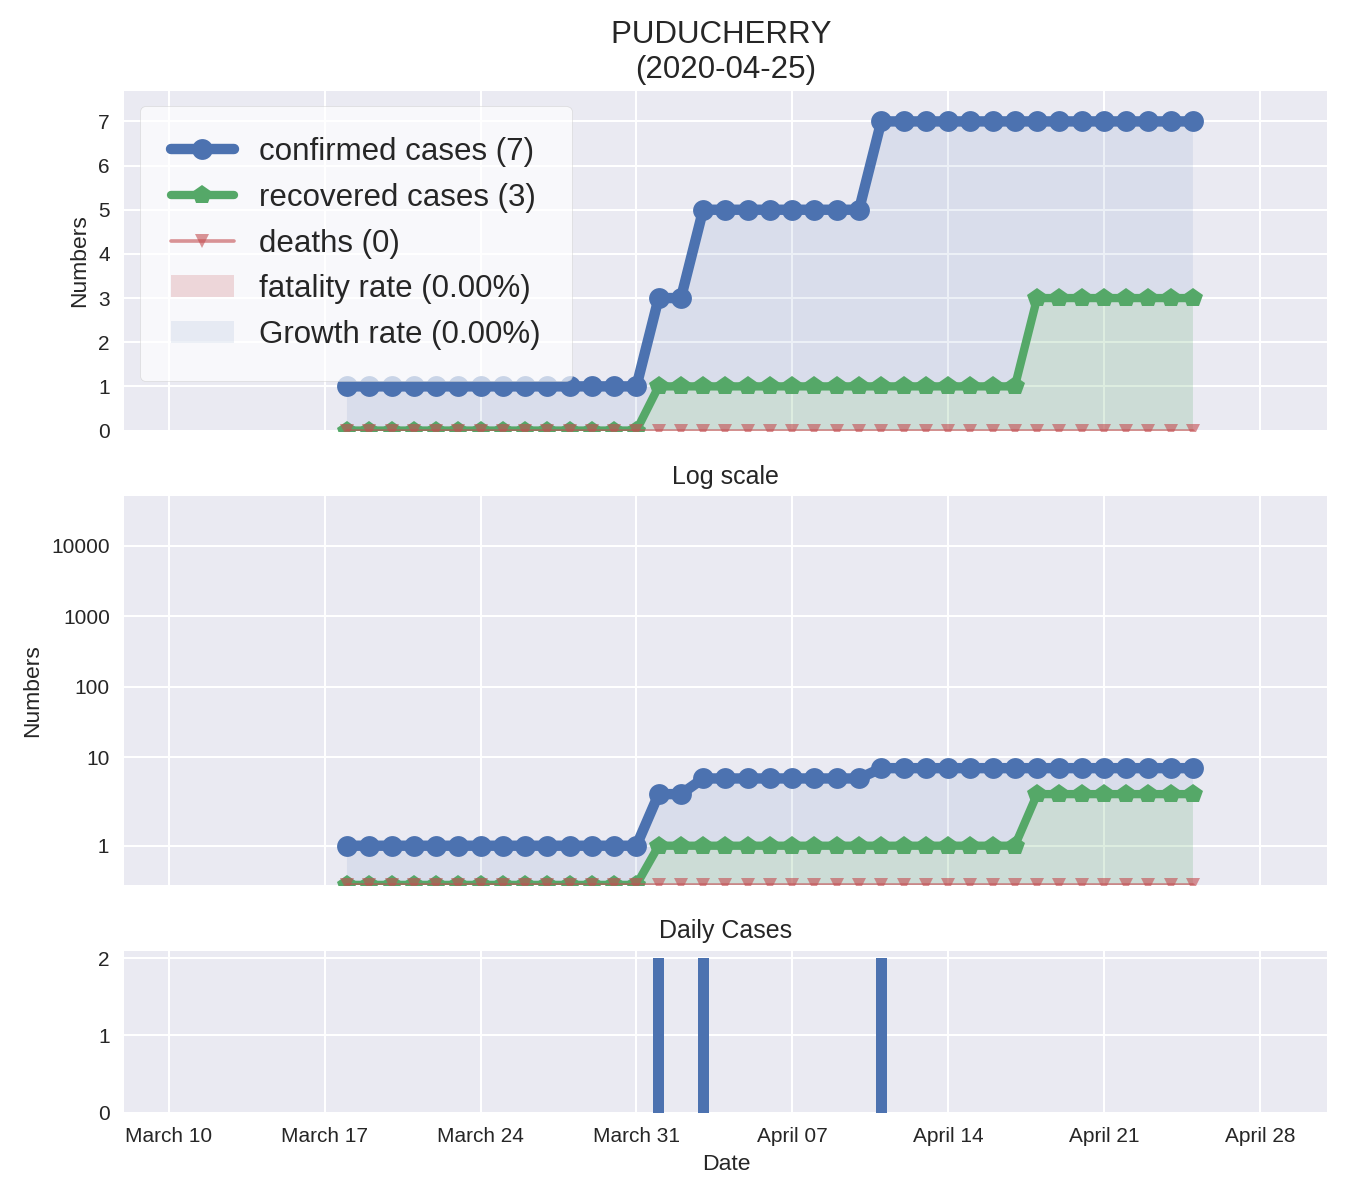 PUDUCHERRY
(2020-04-25)
7
6
5
4
3
2
1
0
Numbers
confirmed cases (7)
recovered cases (3)
deaths (0)
fatality rate (0.00%)
Growth rate (0.00%)
Log scale
10000
1000
100
10
1
Numbers
Daily Cases
2
1
0
March 10 March 17 March 24 March 31 April 07 April 14 April 21 April 28
Date